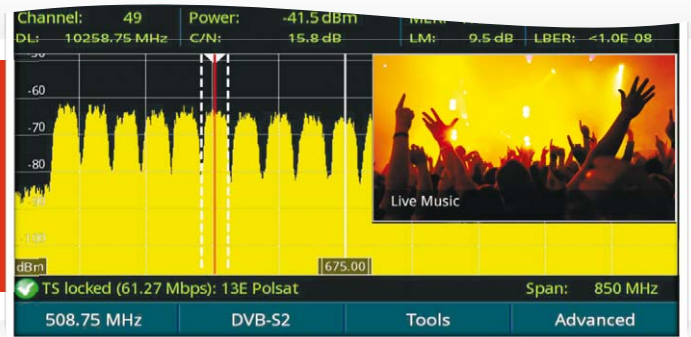 Channel: 49 Power: -41.5 dBm
DL: 10258.75 MHz C/N: 15.8 dB LM: 9.5 dB LBER: <1.0E-08
-60
-70
-80
Live Music
dBm 675.00
TS locked (61.27 Mbps): 13E Polsat Span: 850 MHz
508.75 MHz DVB-S2 Tools Advanced